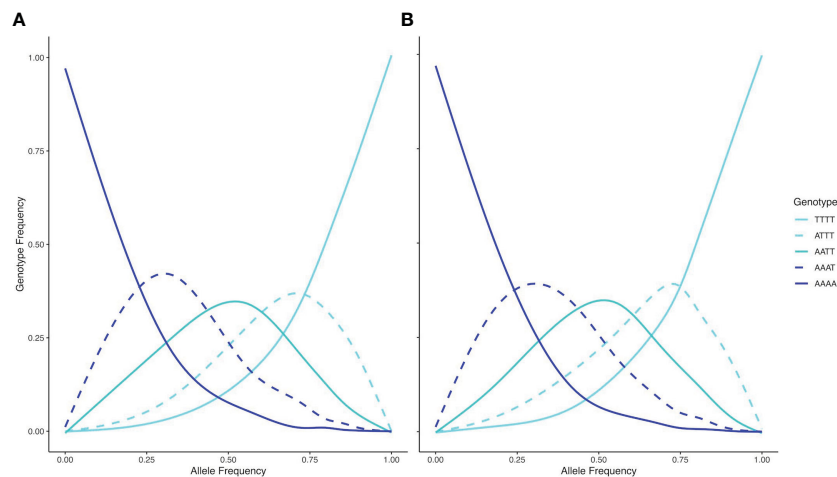 A
B
1.00
0.75
0.50
0.25
0.00
Genotype Frequency
0.00 0.25 0.50 0.75 1.00
Allele Frequency
0.00 0.25 0.50 0.75 1.00
Allele Frequency
Genotype
TTTT
ATTT
AATT
AAAT
AAAA